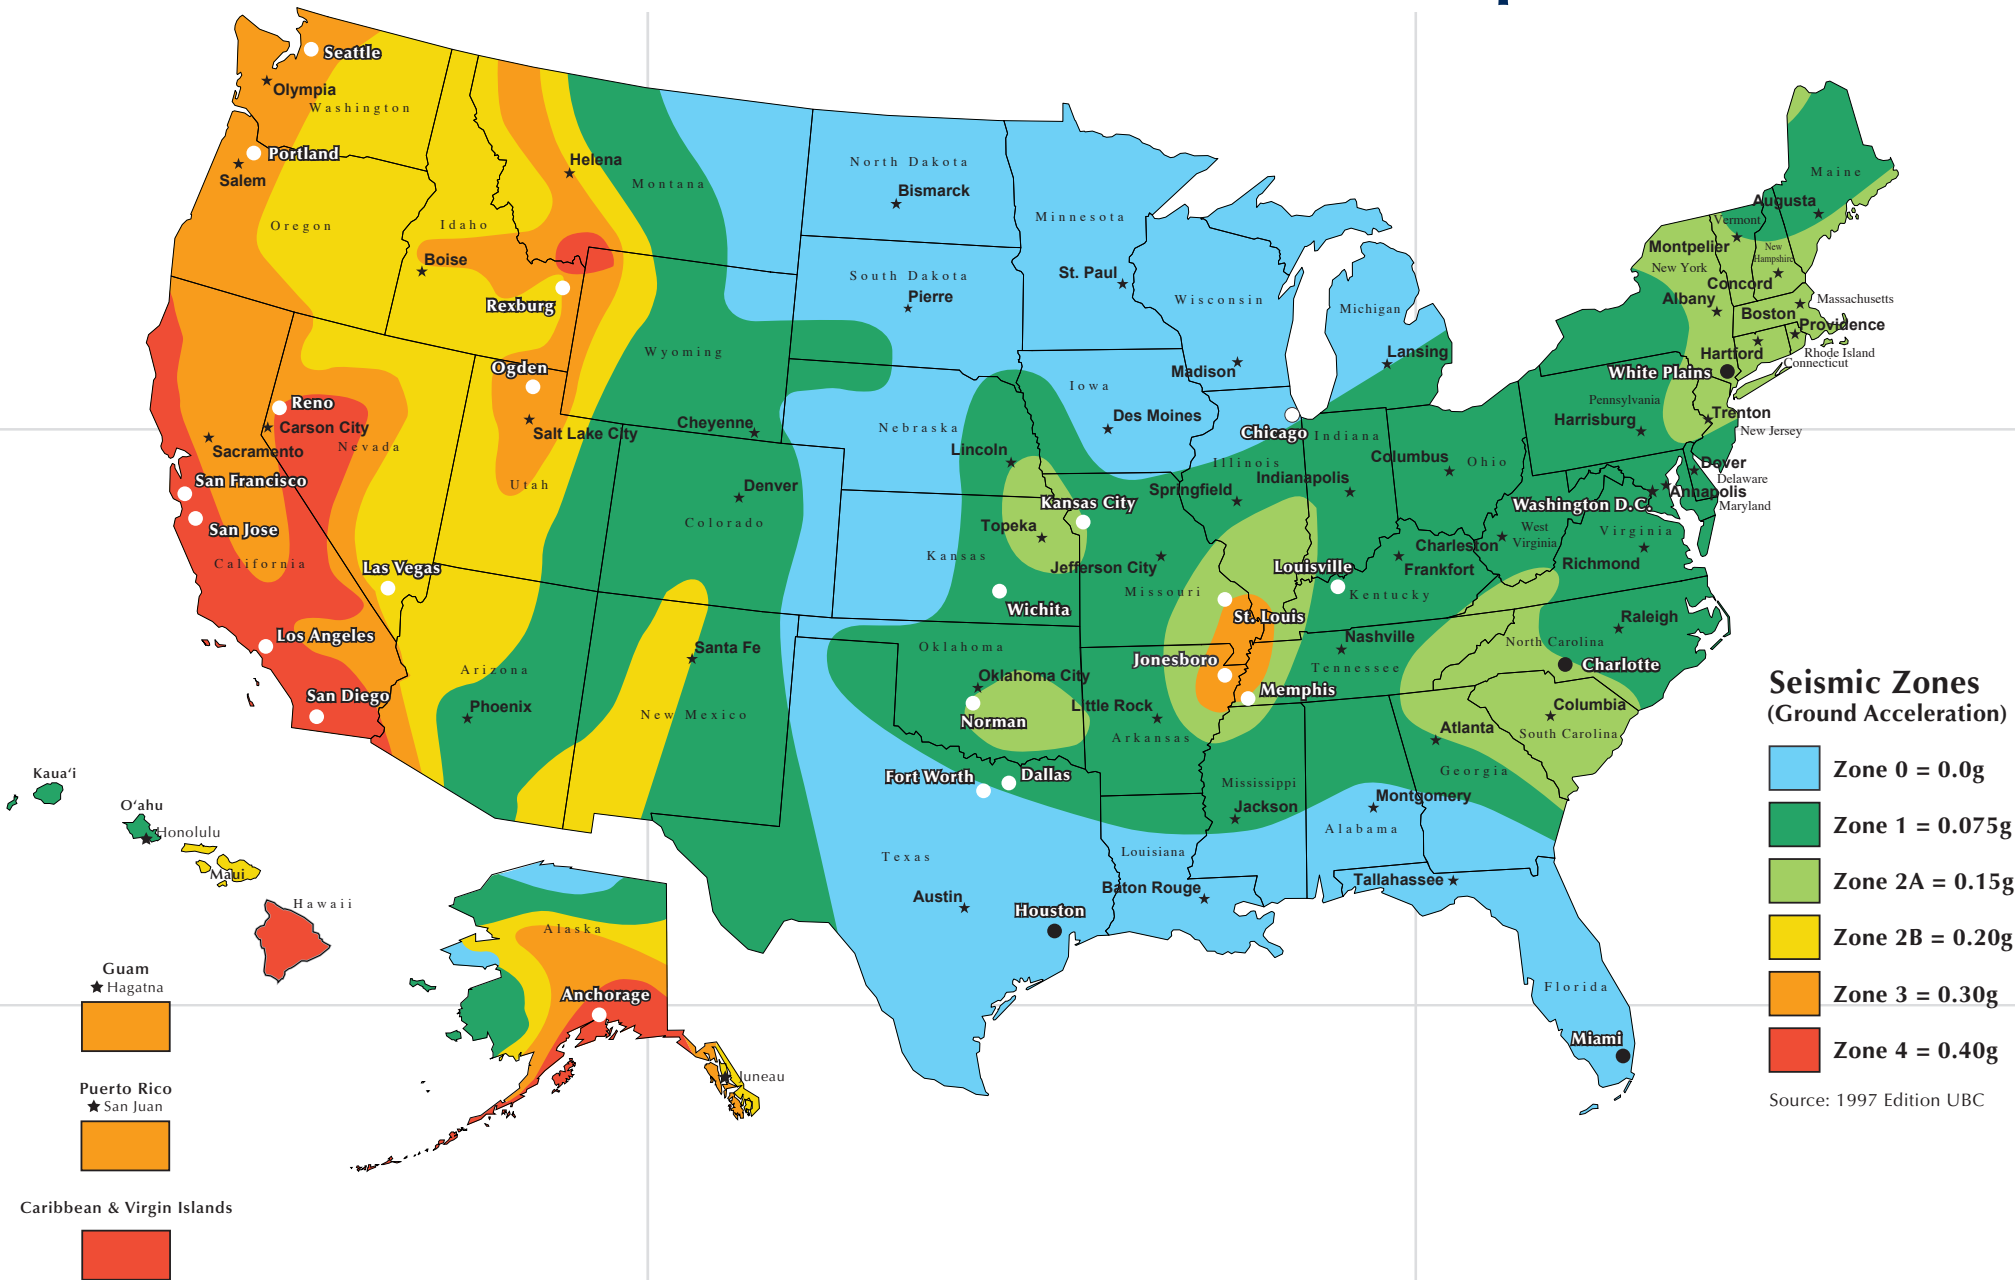 Seattle
Olympia
Washington
Portland
Salem
Oregon
Idaho
Boise
Helena
Montana
Rexburg
Ogden
Salt Lake City
Utah
Reno
Carson City
Nevada
Sacramento
San Francisco
San Jose
California
Las Vegas
Los Angeles
San Diego
Arizona
Phoenix
Wyoming
Cheyenne
Denver
Colorado
Santa Fe
New Mexico
North Dakota
Bismarck
South Dakota
Pierre
Nebraska
Lincoln
Kansas
Topeka
Kansas City
Wichita
Oklahoma
Oklahoma City
Norman
Fort Worth
Dallas
Texas
Austin
Houston
Minnesota
St. Paul
Wisconsin
Madison
Iowa
Des Moines
Michigan
Lansing
Chicago
Illinois
Springfield
Indiana
Indianapolis
Ohio
Columbus
Jefferson City
Missouri
St. Louis
Louisville
Frankfort
Kentucky
Jonesboro
Memphis
Little Rock
Arkansas
Nashville
Tennessee
Mississippi
Jackson
Louisiana
Baton Rouge
Alabama
Montgomery
Georgia
Atlanta
Tallahassee
Florida
Miami
Columbia
South Carolina
North Carolina
Raleigh
Charlotte
Charleston
West
Virginia
Virginia
Richmond
Washington D.C.
Annapolis
Maryland
Dover
Delaware
Pennsylvania
Harrisburg
Trenton
New Jersey
White Plains
New York
Albany
Hartford
Connecticut
Providence
Rhode Island
Boston
Massachusetts
Concord
New
Hampshire
Montpelier
Vermont
Augusta
Maine
Kauaʻi
Oʻahu
Honolulu
Maui
Hawaii
Alaska
Anchorage
Juneau
Guam
Hagatna
Puerto Rico
San Juan
Caribbean & Virgin Islands
Seismic Zones
(Ground Acceleration)
Zone 0 = 0.0g
Zone 1 = 0.075g
Zone 2A = 0.15g
Zone 2B = 0.20g
Zone 3 = 0.30g
Zone 4 = 0.40g
Source: 1997 Edition UBC